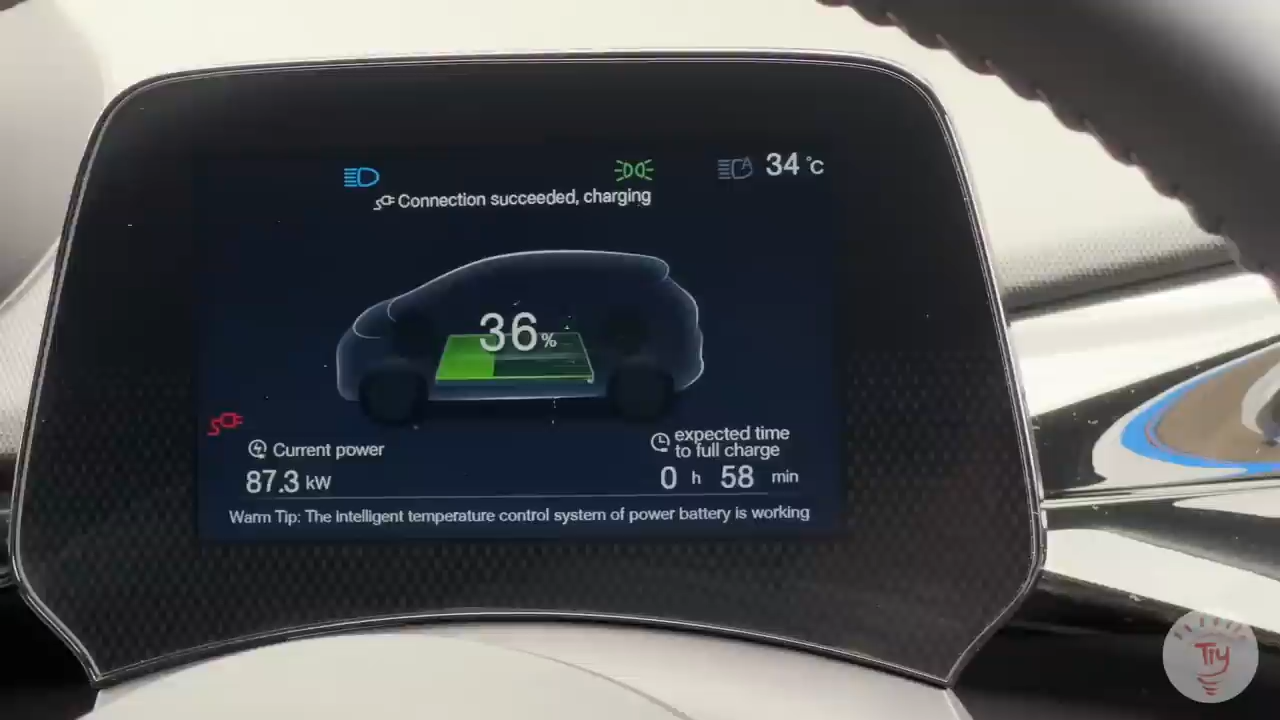 34 °C
Connection succeeded, charging
36%
Current power
87.3 kW
expected time
to full charge
0 h 58 min
Warm Tip: The intelligent temperature control system of power battery is working
Try